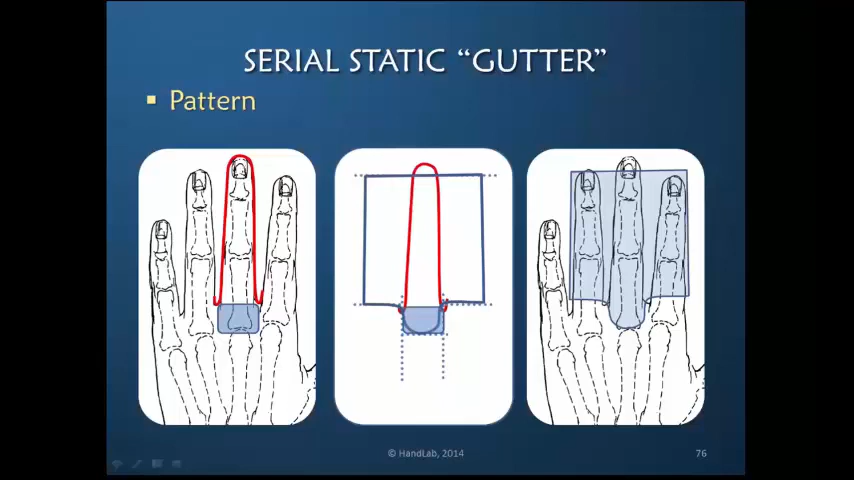 SERIAL STATIC “GUTTER”
Pattern
© HandLab, 2014
76